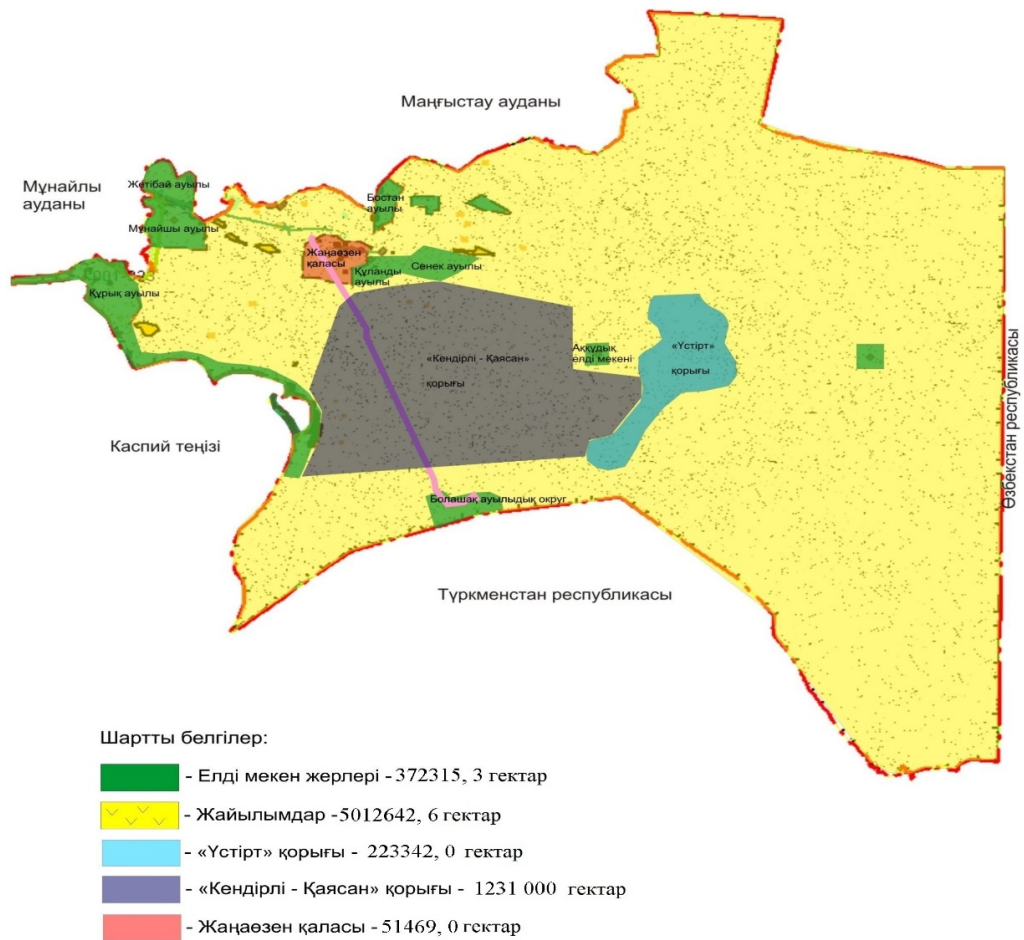 Маңғыстау ауданы
Мұнайлы
ауданы
Жетібай ауылы
Мұнайшы ауылы
Бостан
ауылы
Жаңаөзен
қаласы
Құланды
ауылы
Сенек ауылы
Құрық ауылы
«Кендірлі - Қаясан»
қорығы
Аққұдық
елді мекені
«Үстірт»
қорығы
Каспий теңізі
Өзбекстан республикасы
Болашақ ауылыдық округ
Түркменстан республикасы
Шартты белгілер:
- Елді мекен жерлері - 372315, 3 гектар
- Жайылымдар -5012642, 6 гектар
- «Үстірт» қорығы - 223342, 0 гектар
- «Кендірлі - Қаясан» қорығы - 1231 000 гектар
- Жаңаөзен қаласы - 51469, 0 гектар